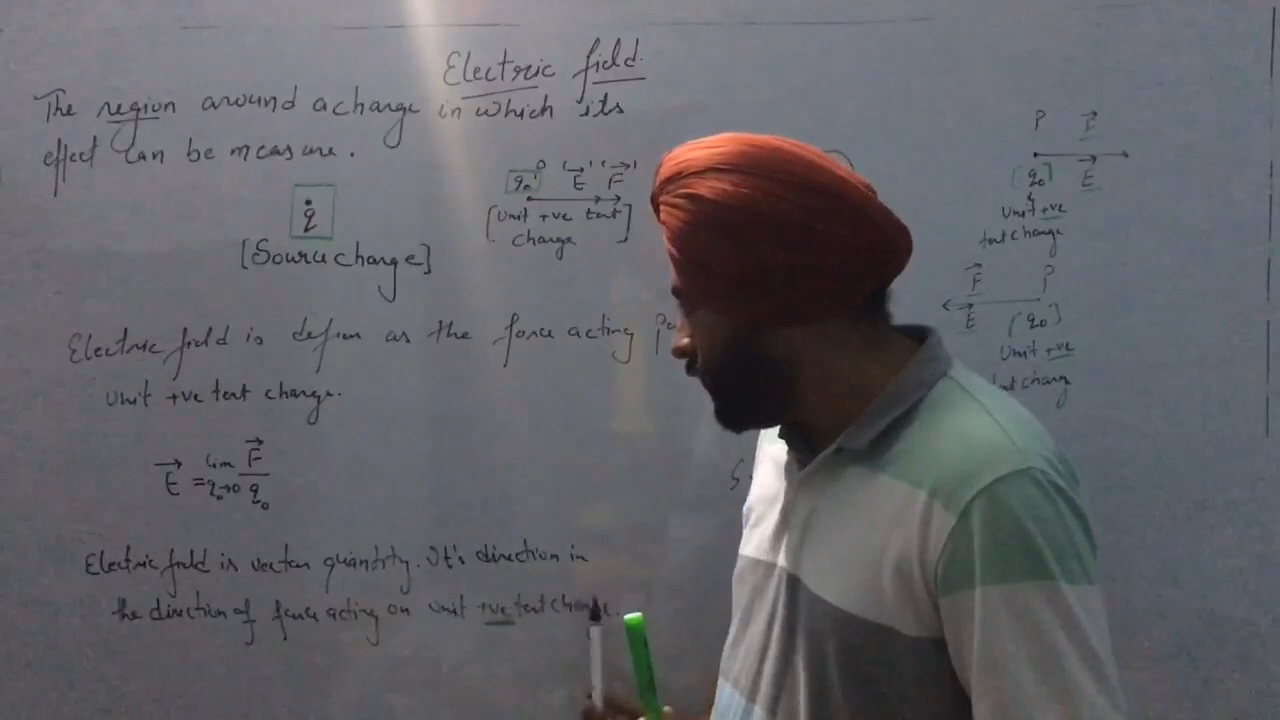 Electric field.
The region around a charge in which its
effect can be measure.
q
[Source charge]
q₀ P (E⃗) (F⃗)
[Unit +ve test
charge]
Electric field is define as the force acting
unit +ve test charge.
E⃗ = lim q₀→0 F⃗/q₀
Electric field is vector quantity. It's direction in
the direction of force acting on unit +ve test charge.
P F⃗
(q₀) E⃗
Unit +ve
test charge
F⃗ P
E⃗ (q₀)
Unit +ve
test charg